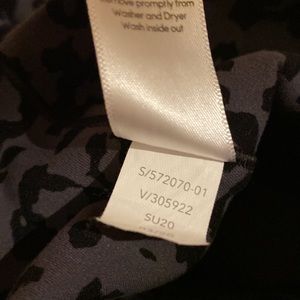 Remove promptly from
Washer and Dryer
Wash inside out
S/572070-01
V/305922
SU20